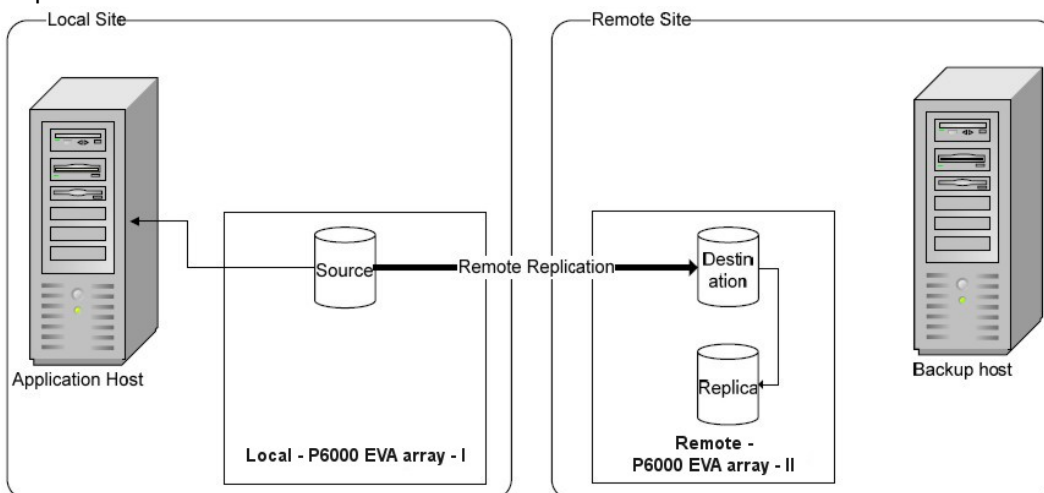 Local Site
Remote Site
Source
Remote Replication
Destin
ation
Replica
Application Host
Backup host
Local - P6000 EVA array - I
Remote -
P6000 EVA array - II